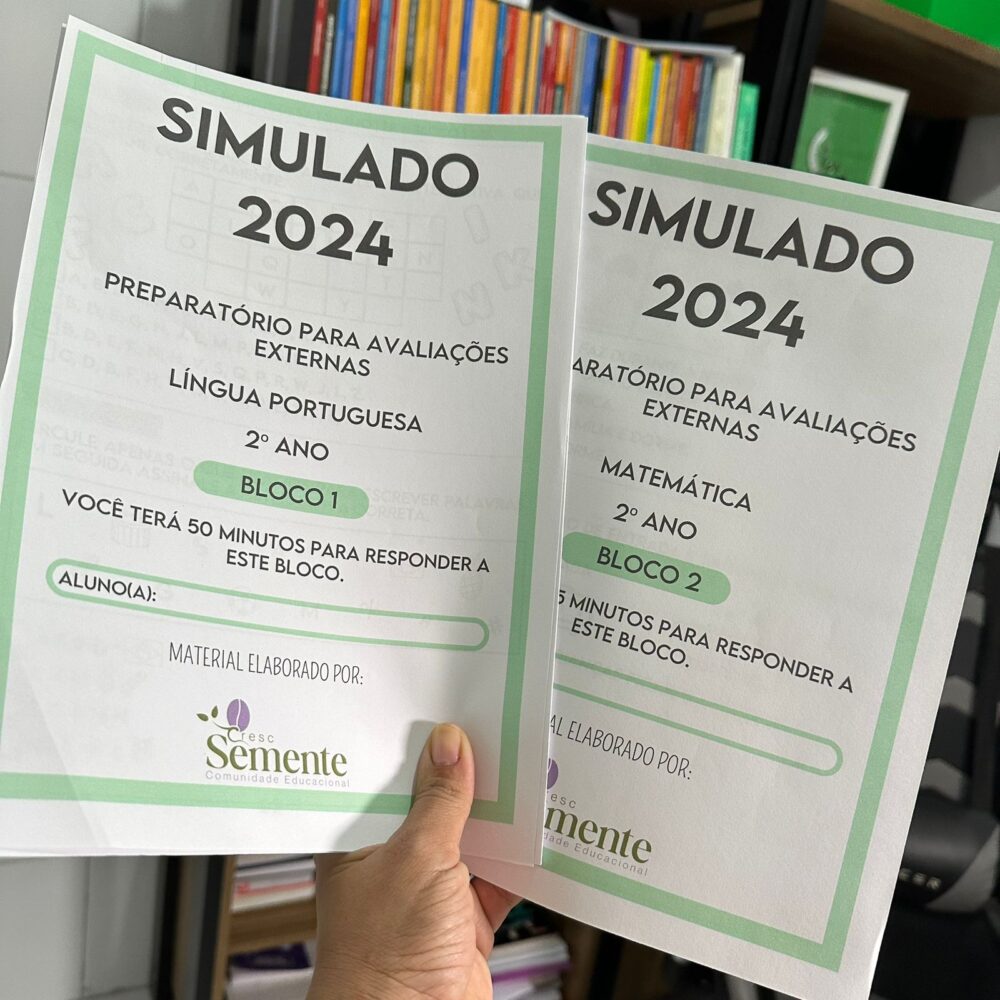 SIMULADO
2024
PREPARATÓRIO PARA AVALIAÇÕES
EXTERNAS
LÍNGUA PORTUGUESA
2º ANO
BLOCO 1
VOCÊ TERÁ 50 MINUTOS PARA RESPONDER A
ESTE BLOCO.
ALUNO(A):
MATERIAL ELABORADO POR:
Cresc
Semente
Comunidade Educacional
SIMULADO
2024
ARATÓRIO PARA AVALIAÇÕES
EXTERNAS
MATEMÁTICA
2º ANO
BLOCO 2
5 MINUTOS PARA RESPONDER A
ESTE BLOCO.
AL ELABORADO POR:
esc
mente
dade Educacional